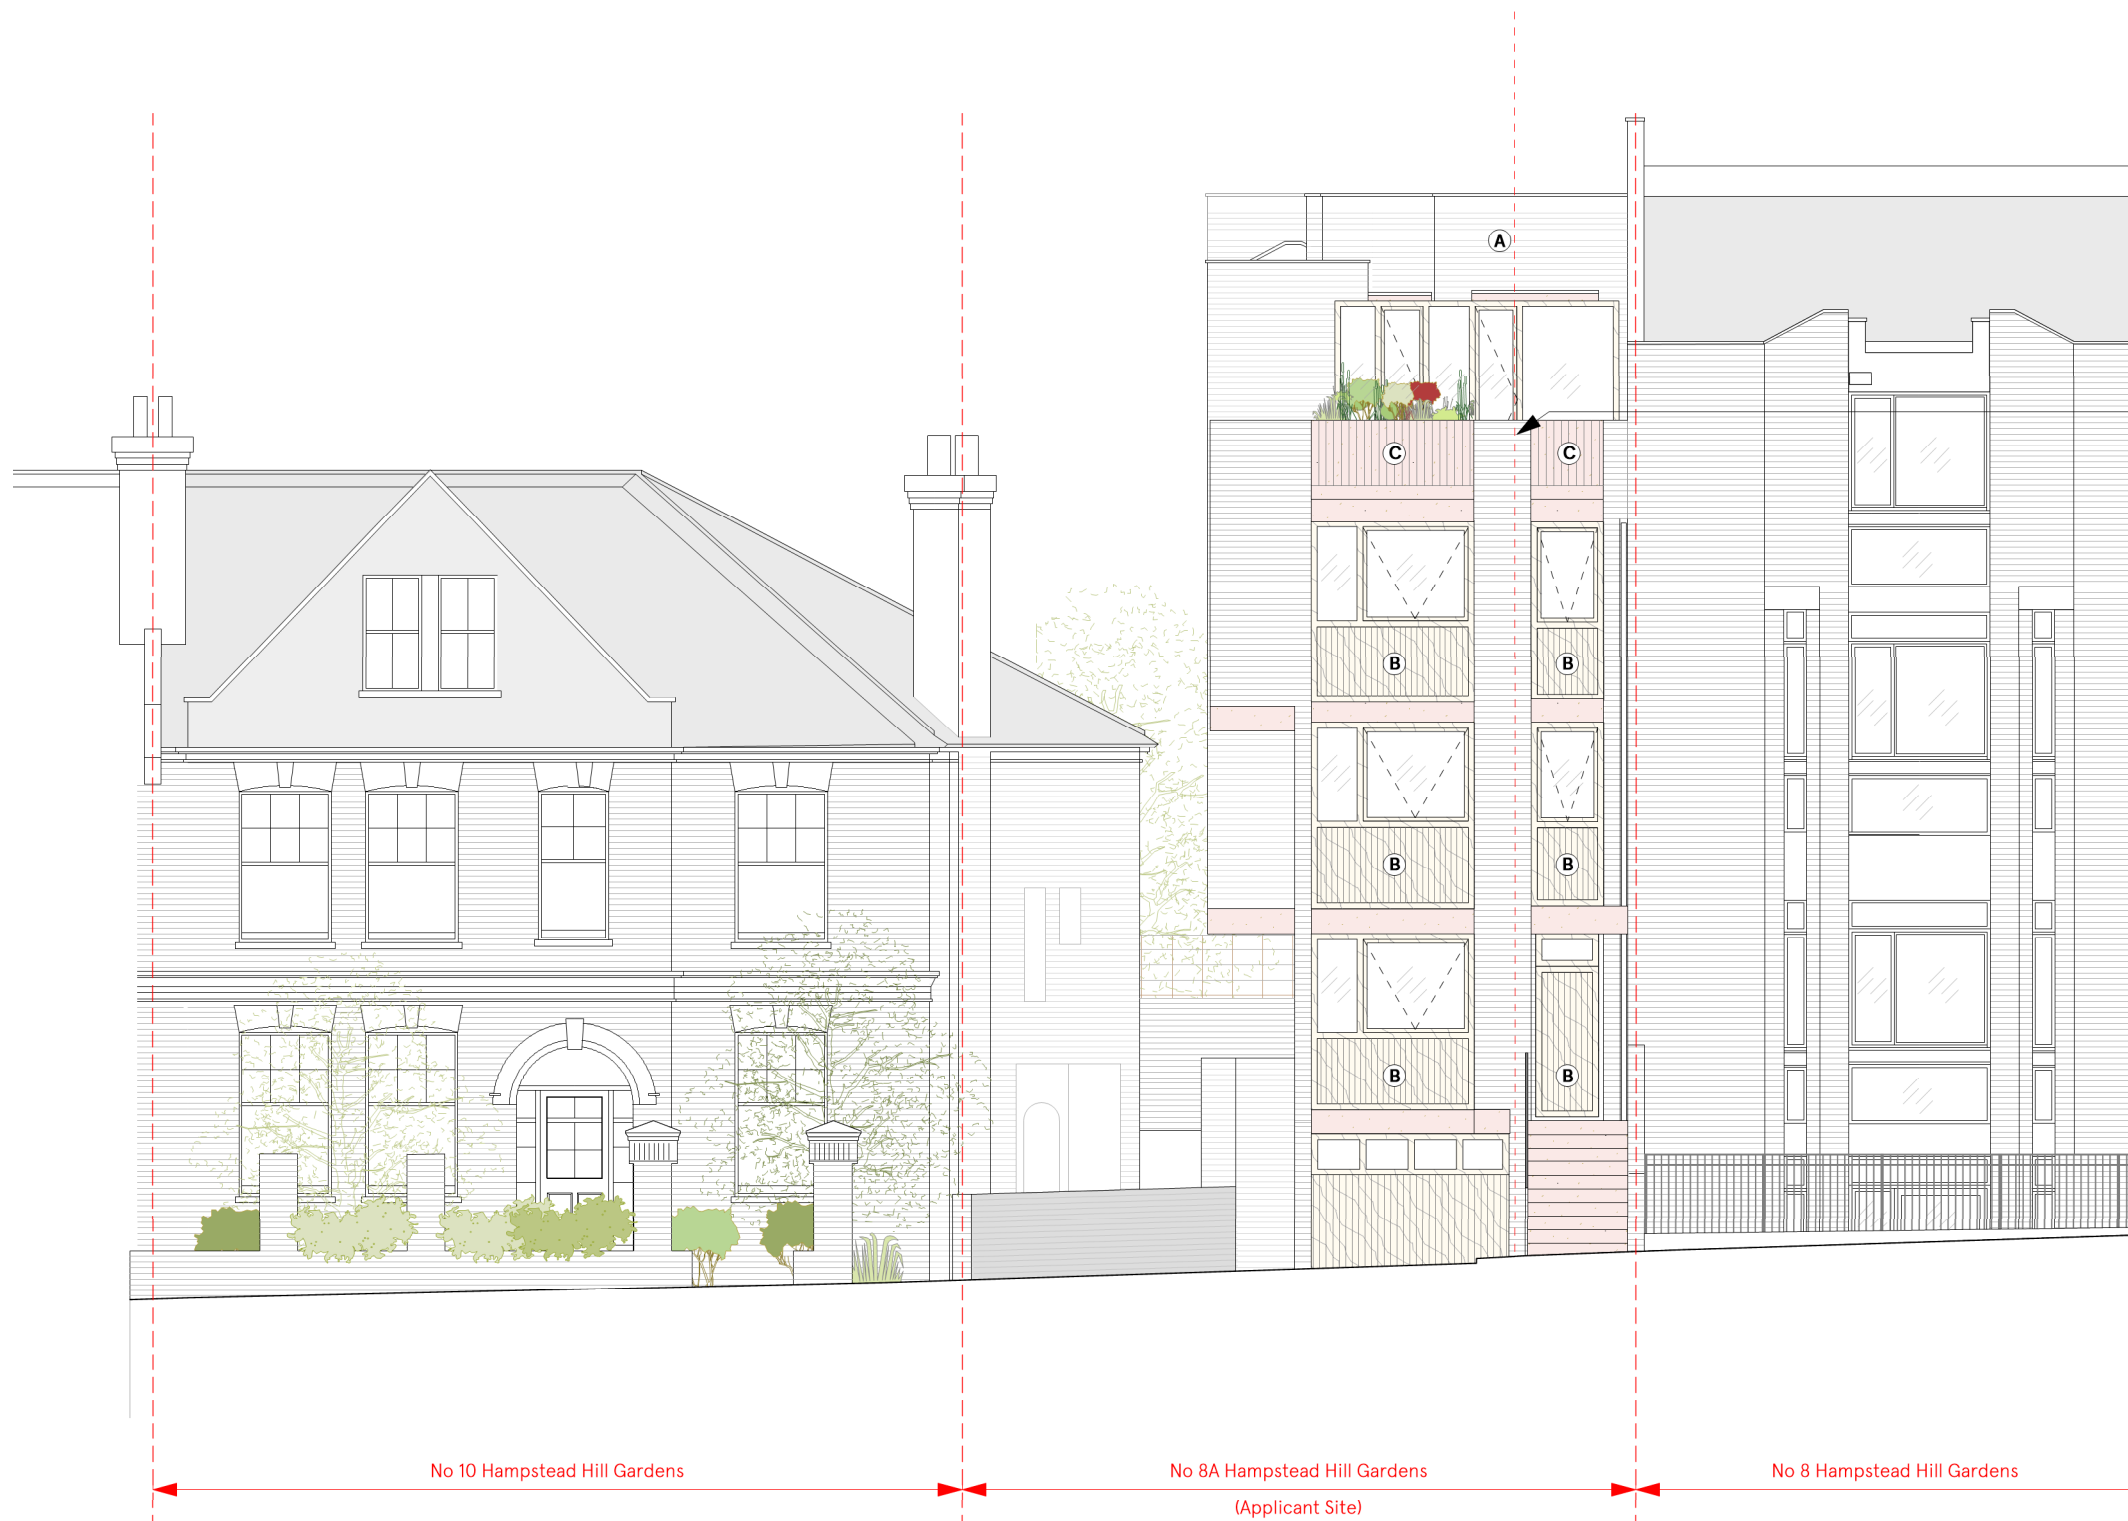 A
C C
B B
B B
B B
No 10 Hampstead Hill Gardens
No 8A Hampstead Hill Gardens
(Applicant Site)
No 8 Hampstead Hill Gardens